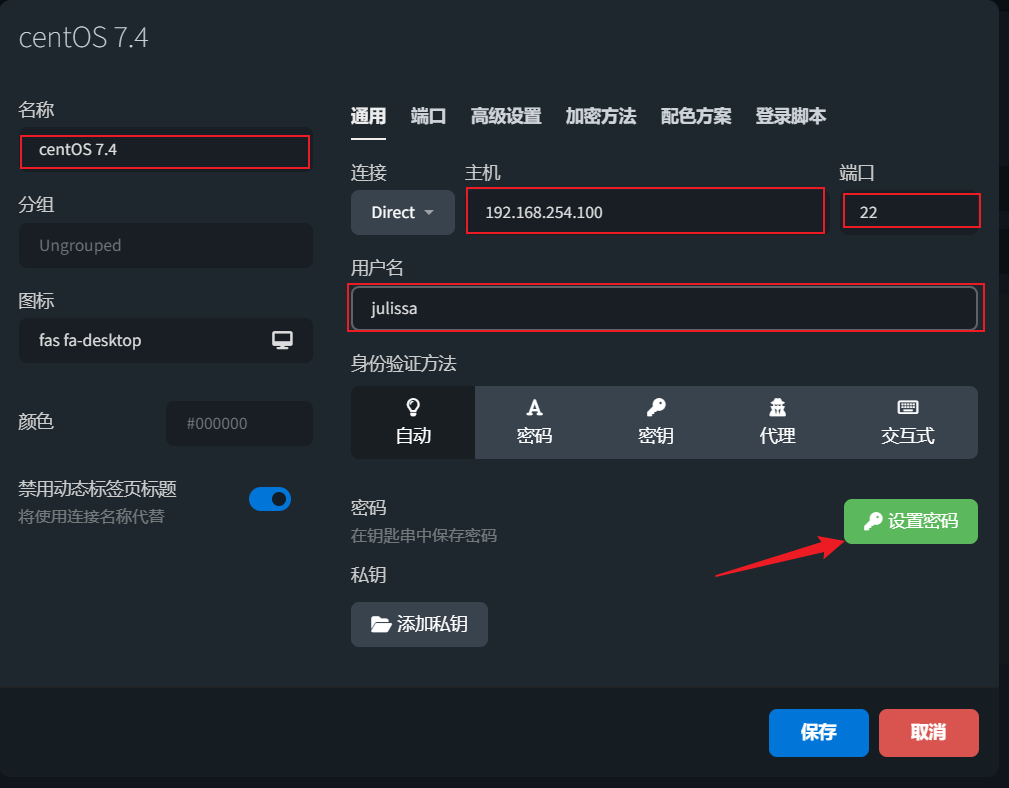 centOS 7.4
名称
centOS 7.4
分组
Ungrouped
图标
fas fa-desktop
颜色
#000000
禁用动态标签页标题
将使用连接名称代替
通用 端口 高级设置 加密方法 配色方案 登录脚本
连接 主机 端口
Direct 192.168.254.100 22
用户名
julissa
身份验证方法
自动 密码 密钥 代理 交互式
密码
在钥匙串中保存密码
设置密码
私钥
添加私钥
保存 取消